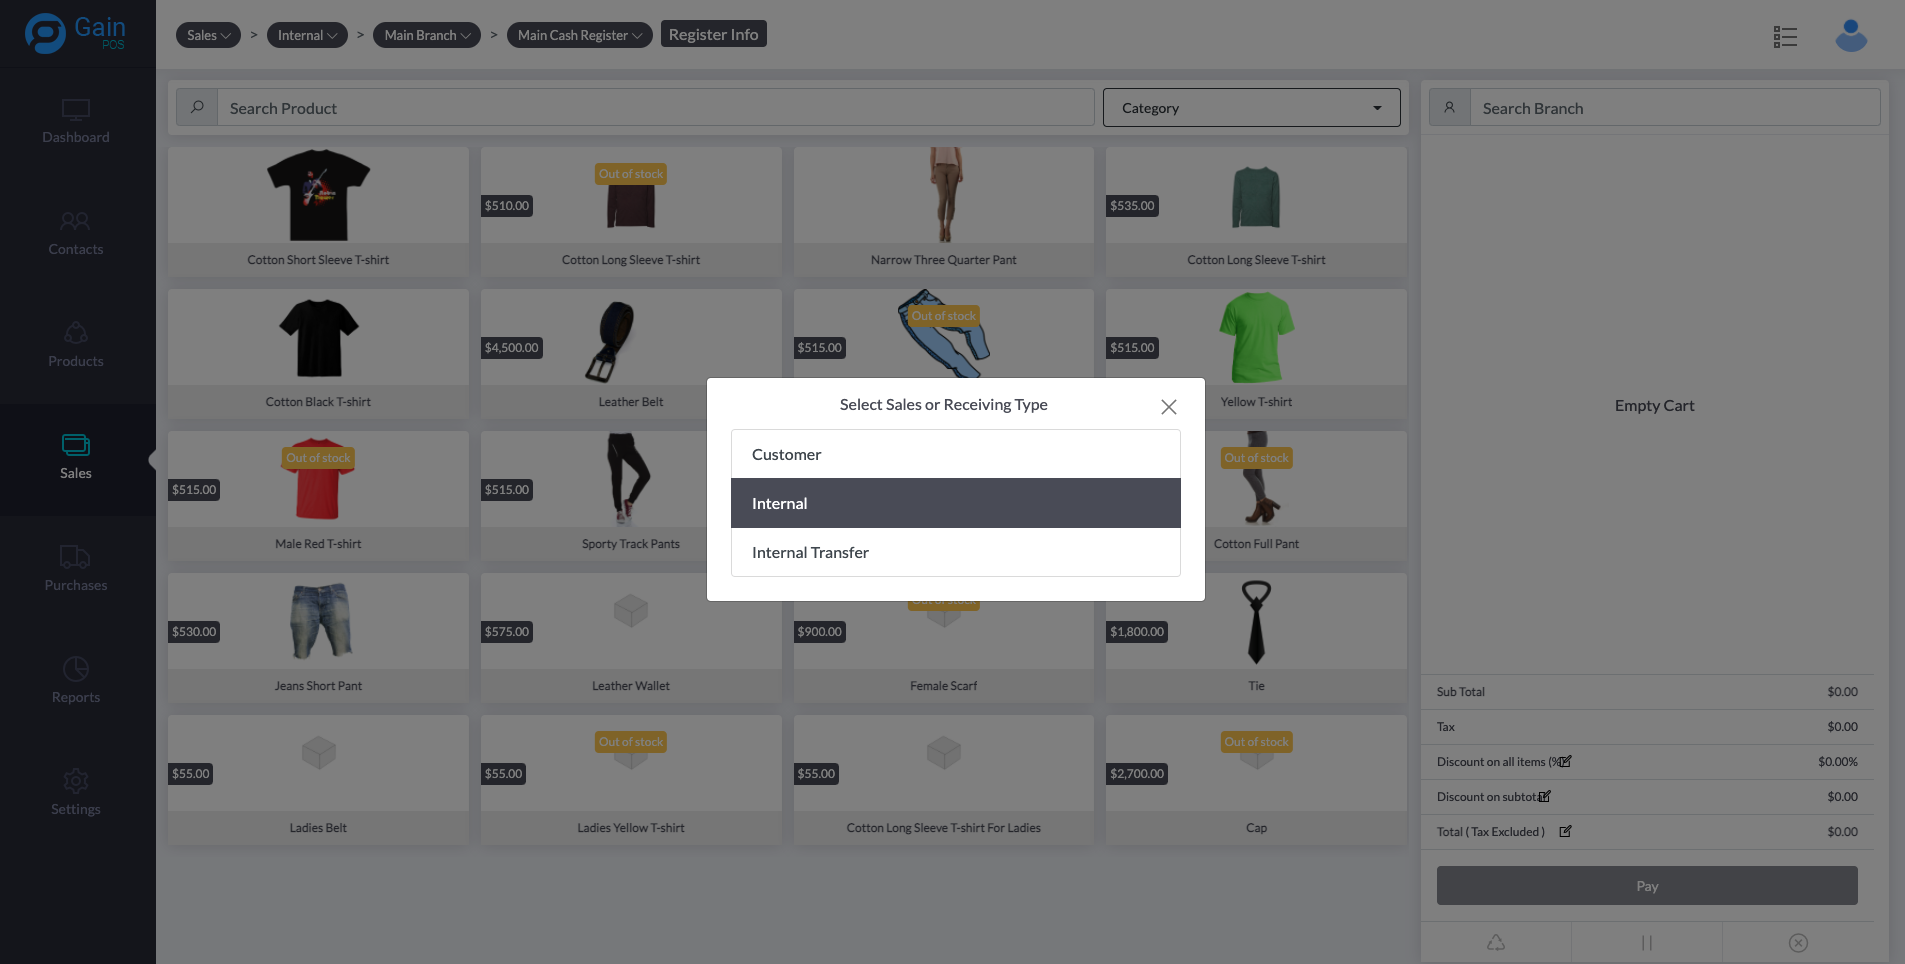 Gain
POS
Sales > Internal > Main Branch > Main Cash Register Register Info
Dashboard
Contacts
Products
Sales
Purchases
Reports
Settings
Search Product
Category
Search Branch
Cotton Short Sleeve T-shirt
Out of stock
$510.00
Cotton Long Sleeve T-shirt
Narrow Three Quarter Pant
$535.00
Cotton Long Sleeve T-shirt
Cotton Black T-shirt
$4,500.00
Leather Belt
Out of stock
$515.00
$515.00
Yellow T-shirt
Out of stock
$515.00
Male Red T-shirt
$515.00
Sporty Track Pants
Out of stock
Cotton Full Pant
$530.00
Jeans Short Pant
$575.00
Leather Wallet
Out of stock
$900.00
Female Scarf
$1,800.00
Tie
$55.00
Ladies Belt
Out of stock
$55.00
Ladies Yellow T-shirt
$55.00
Cotton Long Sleeve T-shirt For Ladies
Out of stock
$2,700.00
Cap
Select Sales or Receiving Type
Customer
Internal
Internal Transfer
Empty Cart
Sub Total $0.00
Tax $0.00
Discount on all items (% $0.00%
Discount on subtotal $0.00
Total ( Tax Excluded ) $0.00
Pay